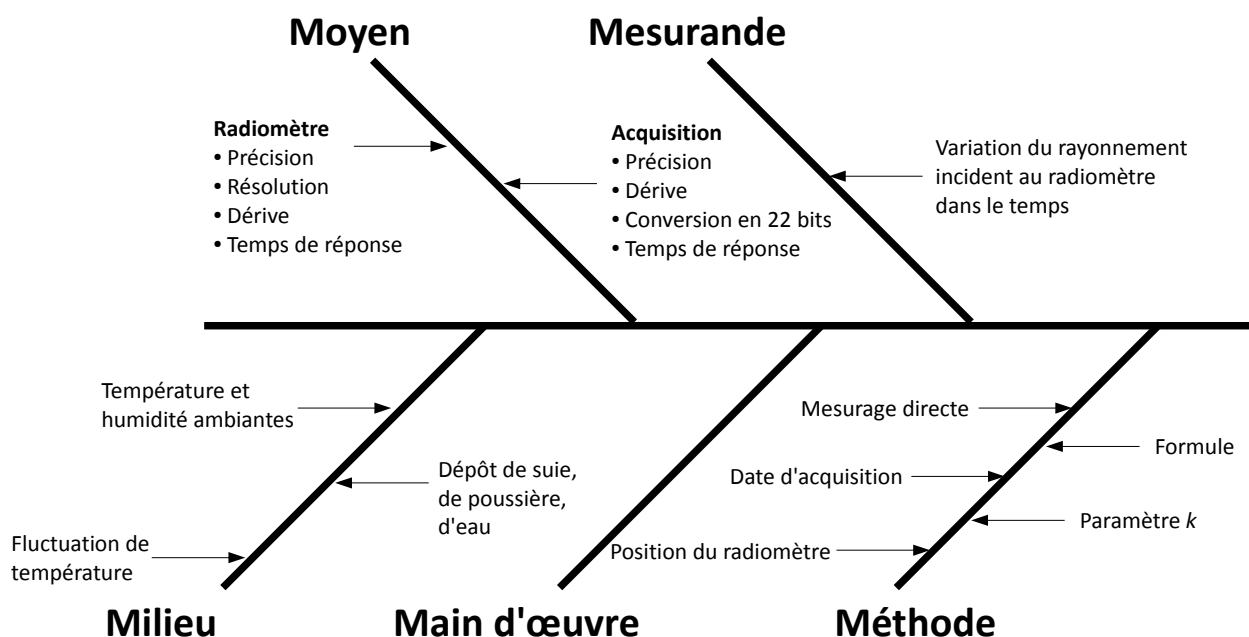 Moyen
Mesurande
Radiomètre
• Précision
• Résolution
• Dérive
• Temps de réponse
Acquisition
• Précision
• Dérive
• Conversion en 22 bits
• Temps de réponse
Variation du rayonnement
incident au radiomètre
dans le temps
Température et
humidité ambiantes
Dépôt de suie,
de poussière,
d'eau
Fluctuation de
température
Mesurage directe
Formule
Date d'acquisition
Paramètre k
Position du radiomètre
Milieu
Main d'œuvre
Méthode